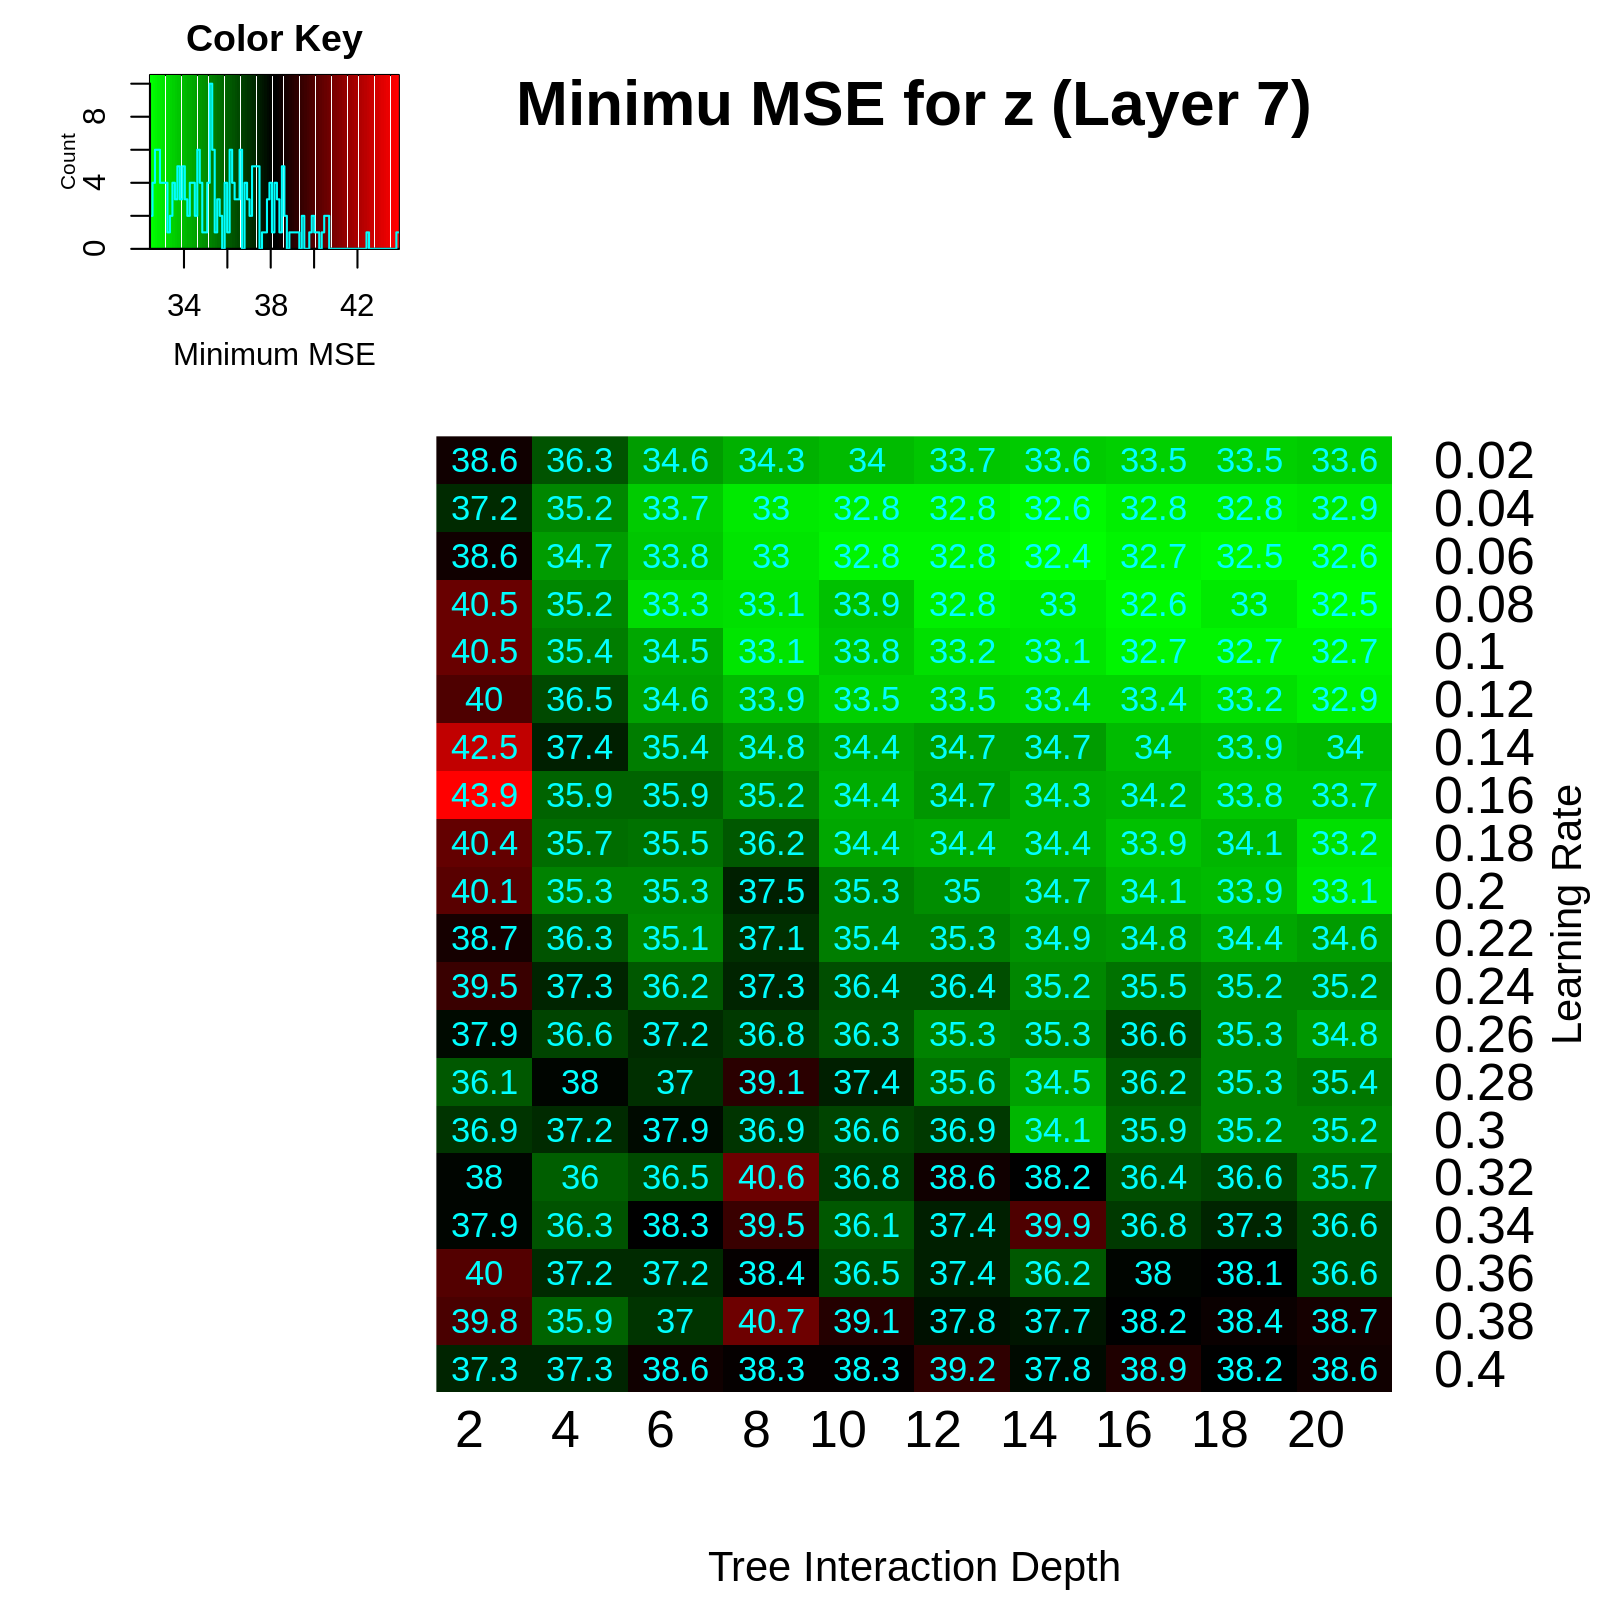 Color Key
Minimu MSE for z (Layer 7)
Count
0 4 8
34 38 42
Minimum MSE
38.6 36.3 34.6 34.3 34 33.7 33.6 33.5 33.5 33.6 0.02
37.2 35.2 33.7 33 32.8 32.8 32.6 32.8 32.8 32.9 0.04
38.6 34.7 33.8 33 32.8 32.8 32.4 32.7 32.5 32.6 0.06
40.5 35.2 33.3 33.1 33.9 32.8 33 32.6 33 32.5 0.08
40.5 35.4 34.5 33.1 33.8 33.2 33.1 32.7 32.7 32.7 0.1
40 36.5 34.6 33.9 33.5 33.5 33.4 33.4 33.2 32.9 0.12
42.5 37.4 35.4 34.8 34.4 34.7 34.7 34 33.9 34 0.14
43.9 35.9 35.9 35.2 34.4 34.7 34.3 34.2 33.8 33.7 0.16
40.4 35.7 35.5 36.2 34.4 34.4 34.4 33.9 34.1 33.2 0.18
40.1 35.3 35.3 37.5 35.3 35 34.7 34.1 33.9 33.1 0.2
38.7 36.3 35.1 37.1 35.4 35.3 34.9 34.8 34.4 34.6 0.22
39.5 37.3 36.2 37.3 36.4 36.4 35.2 35.5 35.2 35.2 0.24
37.9 36.6 37.2 36.8 36.3 35.3 35.3 36.6 35.3 34.8 0.26
36.1 38 37 39.1 37.4 35.6 34.5 36.2 35.3 35.4 0.28
36.9 37.2 37.9 36.9 36.6 36.9 34.1 35.9 35.2 35.2 0.3
38 36 36.5 40.6 36.8 38.6 38.2 36.4 36.6 35.7 0.32
37.9 36.3 38.3 39.5 36.1 37.4 39.9 36.8 37.3 36.6 0.34
40 37.2 37.2 38.4 36.5 37.4 36.2 38 38.1 36.6 0.36
39.8 35.9 37 40.7 39.1 37.8 37.7 38.2 38.4 38.7 0.38
37.3 37.3 38.6 38.3 38.3 39.2 37.8 38.9 38.2 38.6 0.4
Learning Rate
2 4 6 8 10 12 14 16 18 20
Tree Interaction Depth